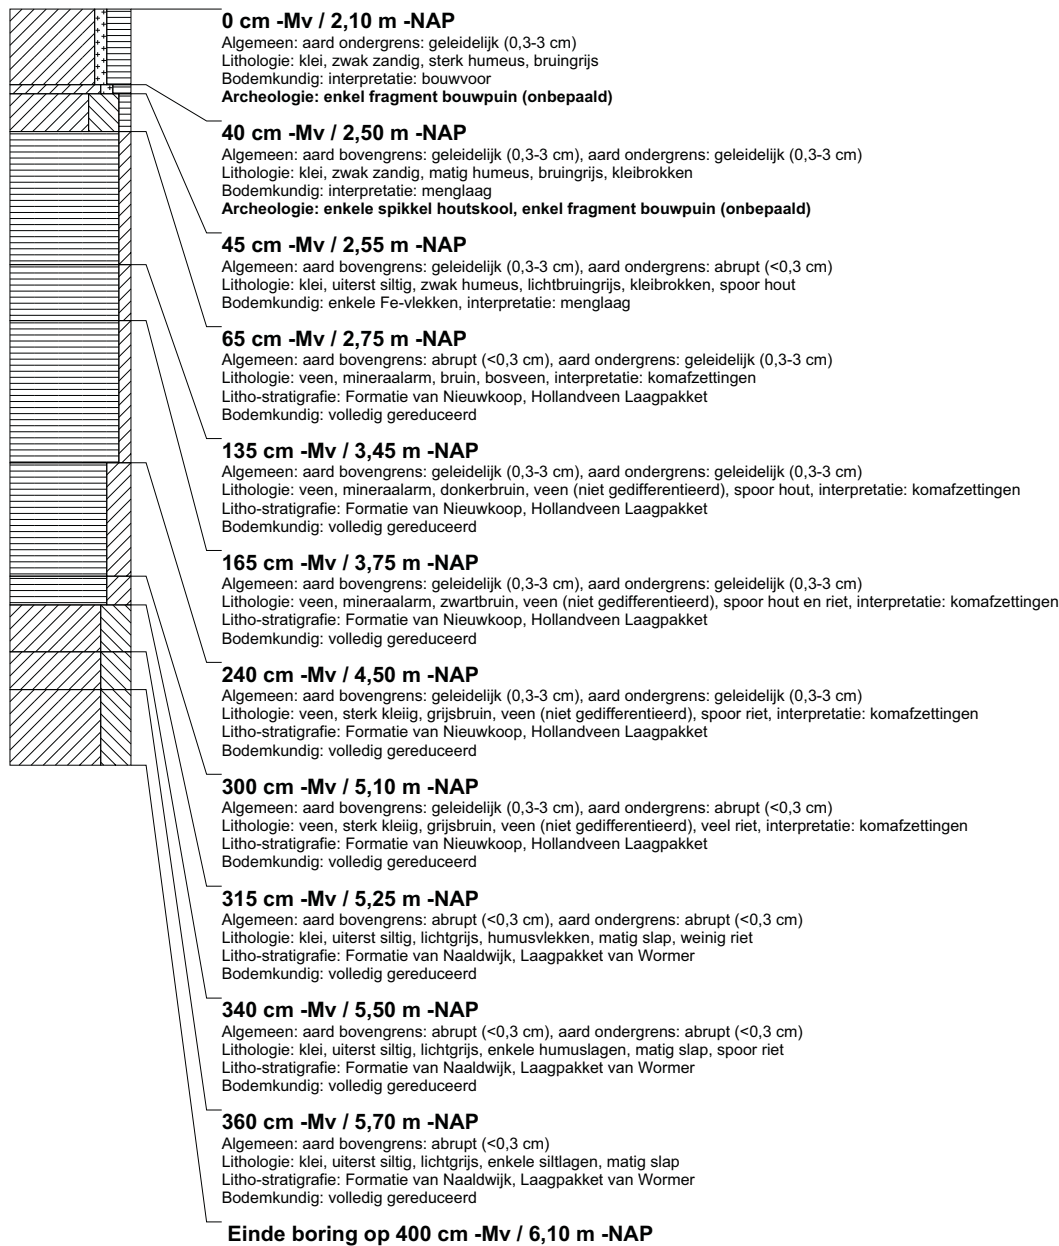 0 cm -Mv / 2,10 m -NAP
Algemeen: aard ondergrens: geleidelijk (0,3-3 cm)
Lithologie: klei, zwak zandig, sterk humeus, bruingrijs
Bodemkundig: interpretatie: bouwvoor
Archeologie: enkel fragment bouwpuin (onbepaald)
40 cm -Mv / 2,50 m -NAP
Algemeen: aard bovengrens: geleidelijk (0,3-3 cm), aard ondergrens: geleidelijk (0,3-3 cm)
Lithologie: klei, zwak zandig, matig humeus, bruingrijs, kleibrokken
Bodemkundig: interpretatie: menglaag
Archeologie: enkele spikkel houtskool, enkel fragment bouwpuin (onbepaald)
45 cm -Mv / 2,55 m -NAP
Algemeen: aard bovengrens: geleidelijk (0,3-3 cm), aard ondergrens: abrupt (<0,3 cm)
Lithologie: klei, uiterst siltig, zwak humeus, lichtbruingrijs, kleibrokken, spoor hout
Bodemkundig: enkele Fe-vlekken, interpretatie: menglaag
65 cm -Mv / 2,75 m -NAP
Algemeen: aard bovengrens: abrupt (<0,3 cm), aard ondergrens: geleidelijk (0,3-3 cm)
Lithologie: veen, mineraalarm, bruin, bosveen, interpretatie: komafzettingen
Litho-stratigrafie: Formatie van Nieuwkoop, Hollandveen Laagpakket
Bodemkundig: volledig gereduceerd
135 cm -Mv / 3,45 m -NAP
Algemeen: aard bovengrens: geleidelijk (0,3-3 cm), aard ondergrens: geleidelijk (0,3-3 cm)
Lithologie: veen, mineraalarm, donkerbruin, veen (niet gedifferentieerd), spoor hout, interpretatie: komafzettingen
Litho-stratigrafie: Formatie van Nieuwkoop, Hollandveen Laagpakket
Bodemkundig: volledig gereduceerd
165 cm -Mv / 3,75 m -NAP
Algemeen: aard bovengrens: geleidelijk (0,3-3 cm), aard ondergrens: geleidelijk (0,3-3 cm)
Lithologie: veen, mineraalarm, zwartbruin, veen (niet gedifferentieerd), spoor hout en riet, interpretatie: komafzettingen
Litho-stratigrafie: Formatie van Nieuwkoop, Hollandveen Laagpakket
Bodemkundig: volledig gereduceerd
240 cm -Mv / 4,50 m -NAP
Algemeen: aard bovengrens: geleidelijk (0,3-3 cm), aard ondergrens: geleidelijk (0,3-3 cm)
Lithologie: veen, sterk kleiig, grijsbruin, veen (niet gedifferentieerd), spoor riet, interpretatie: komafzettingen
Litho-stratigrafie: Formatie van Nieuwkoop, Hollandveen Laagpakket
Bodemkundig: volledig gereduceerd
300 cm -Mv / 5,10 m -NAP
Algemeen: aard bovengrens: geleidelijk (0,3-3 cm), aard ondergrens: abrupt (<0,3 cm)
Lithologie: veen, sterk kleiig, grijsbruin, veen (niet gedifferentieerd), veel riet, interpretatie: komafzettingen
Litho-stratigrafie: Formatie van Nieuwkoop, Hollandveen Laagpakket
Bodemkundig: volledig gereduceerd
315 cm -Mv / 5,25 m -NAP
Algemeen: aard bovengrens: abrupt (<0,3 cm), aard ondergrens: abrupt (<0,3 cm)
Lithologie: klei, uiterst siltig, lichtgrijs, humusvlekken, matig slap, weinig riet
Litho-stratigrafie: Formatie van Naaldwijk, Laagpakket van Wormer
Bodemkundig: volledig gereduceerd
340 cm -Mv / 5,50 m -NAP
Algemeen: aard bovengrens: abrupt (<0,3 cm), aard ondergrens: abrupt (<0,3 cm)
Lithologie: klei, uiterst siltig, lichtgrijs, enkele humuslagen, matig slap, spoor riet
Litho-stratigrafie: Formatie van Naaldwijk, Laagpakket van Wormer
Bodemkundig: volledig gereduceerd
360 cm -Mv / 5,70 m -NAP
Algemeen: aard bovengrens: abrupt (<0,3 cm)
Lithologie: klei, uiterst siltig, lichtgrijs, enkele siltlagen, matig slap
Litho-stratigrafie: Formatie van Naaldwijk, Laagpakket van Wormer
Bodemkundig: volledig gereduceerd
Einde boring op 400 cm -Mv / 6,10 m -NAP